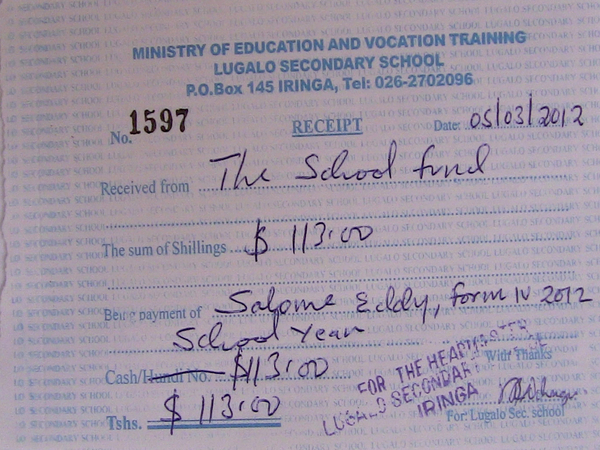 MINISTRY OF EDUCATION AND VOCATION TRAINING
LUGALO SECONDARY SCHOOL
P.O.Box 145 IRINGA, Tel: 026-2702096
No. 1597 RECEIPT Date: 05/03/2012
Received from The School fund
The sum of Shillings $ 113.00
Being payment of Salome Eddy, form IV 2012
School Year
Cash/Hundi No. $113.00
FOR THE HEADMASTER
LUGALO SECONDARY
IRINGA
With Thanks
Tshs. $ 113.00
For: Lugalo Sec. school